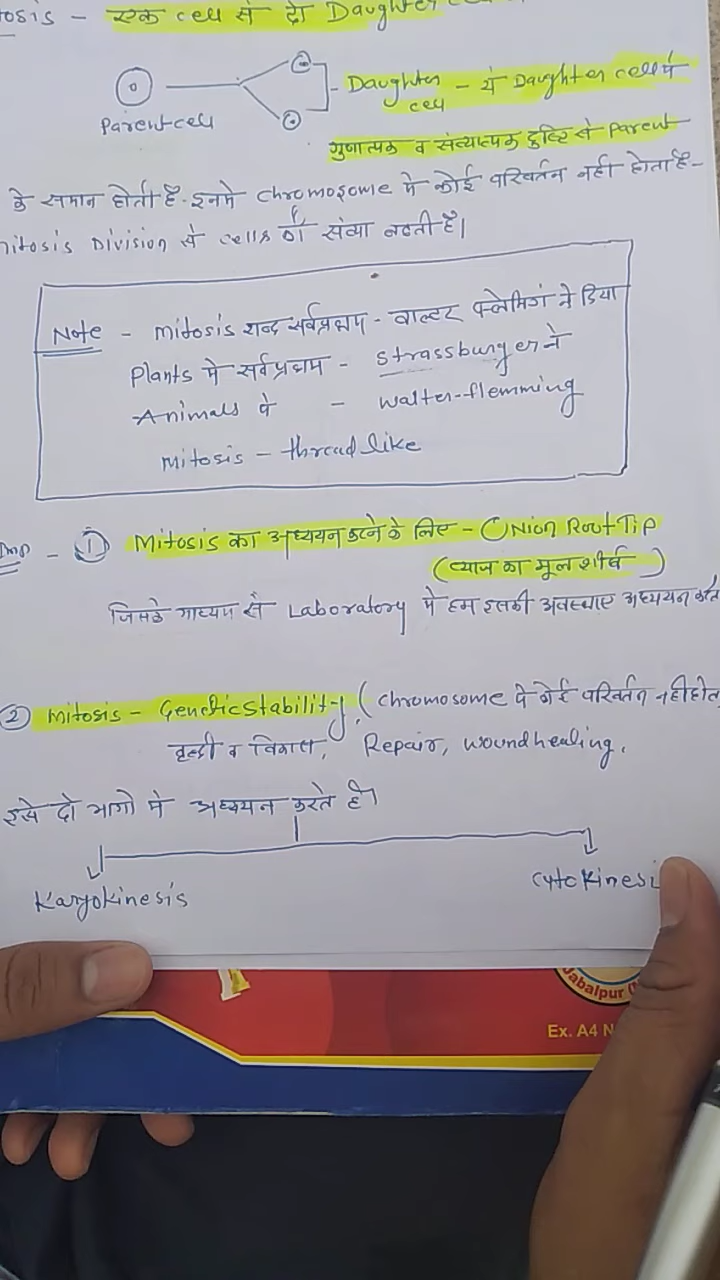 osis - एक cell से दो Daughter
Parent cell
Daughter cell - ये Daughter cell मे
गुणात्मक व संख्यात्मक दृष्टि से Parent
के समान होती है. इनमे chromosome मे कोई परिवर्तन नही होता है-
mitosis Division से cells की संख्या बढती है।
Note - mitosis शब्द सर्वप्रथम - वाल्टर फ्लेमिगं ने दिया
Plants मे सर्वप्रथम - strassburger ने
Animals मे - walter-flemming
mitosis - thread like
Imp - ① Mitosis का अध्ययन करने के लिए - Onion Root Tip
(प्याज का मूल शीर्ष)
जिसके माध्यम से Laboratory मे हम इसकी अवस्थाए अध्ययन करते
② mitosis - Genetic stability, (chromosome मे कोई परिवर्तन नही होत
वृद्धी व विकास, Repair, wound healing,
इसे दो भागो मे अध्ययन करते है।
Karyokinesis
Cytokinesi
Jabalpur (
Ex. A4 N